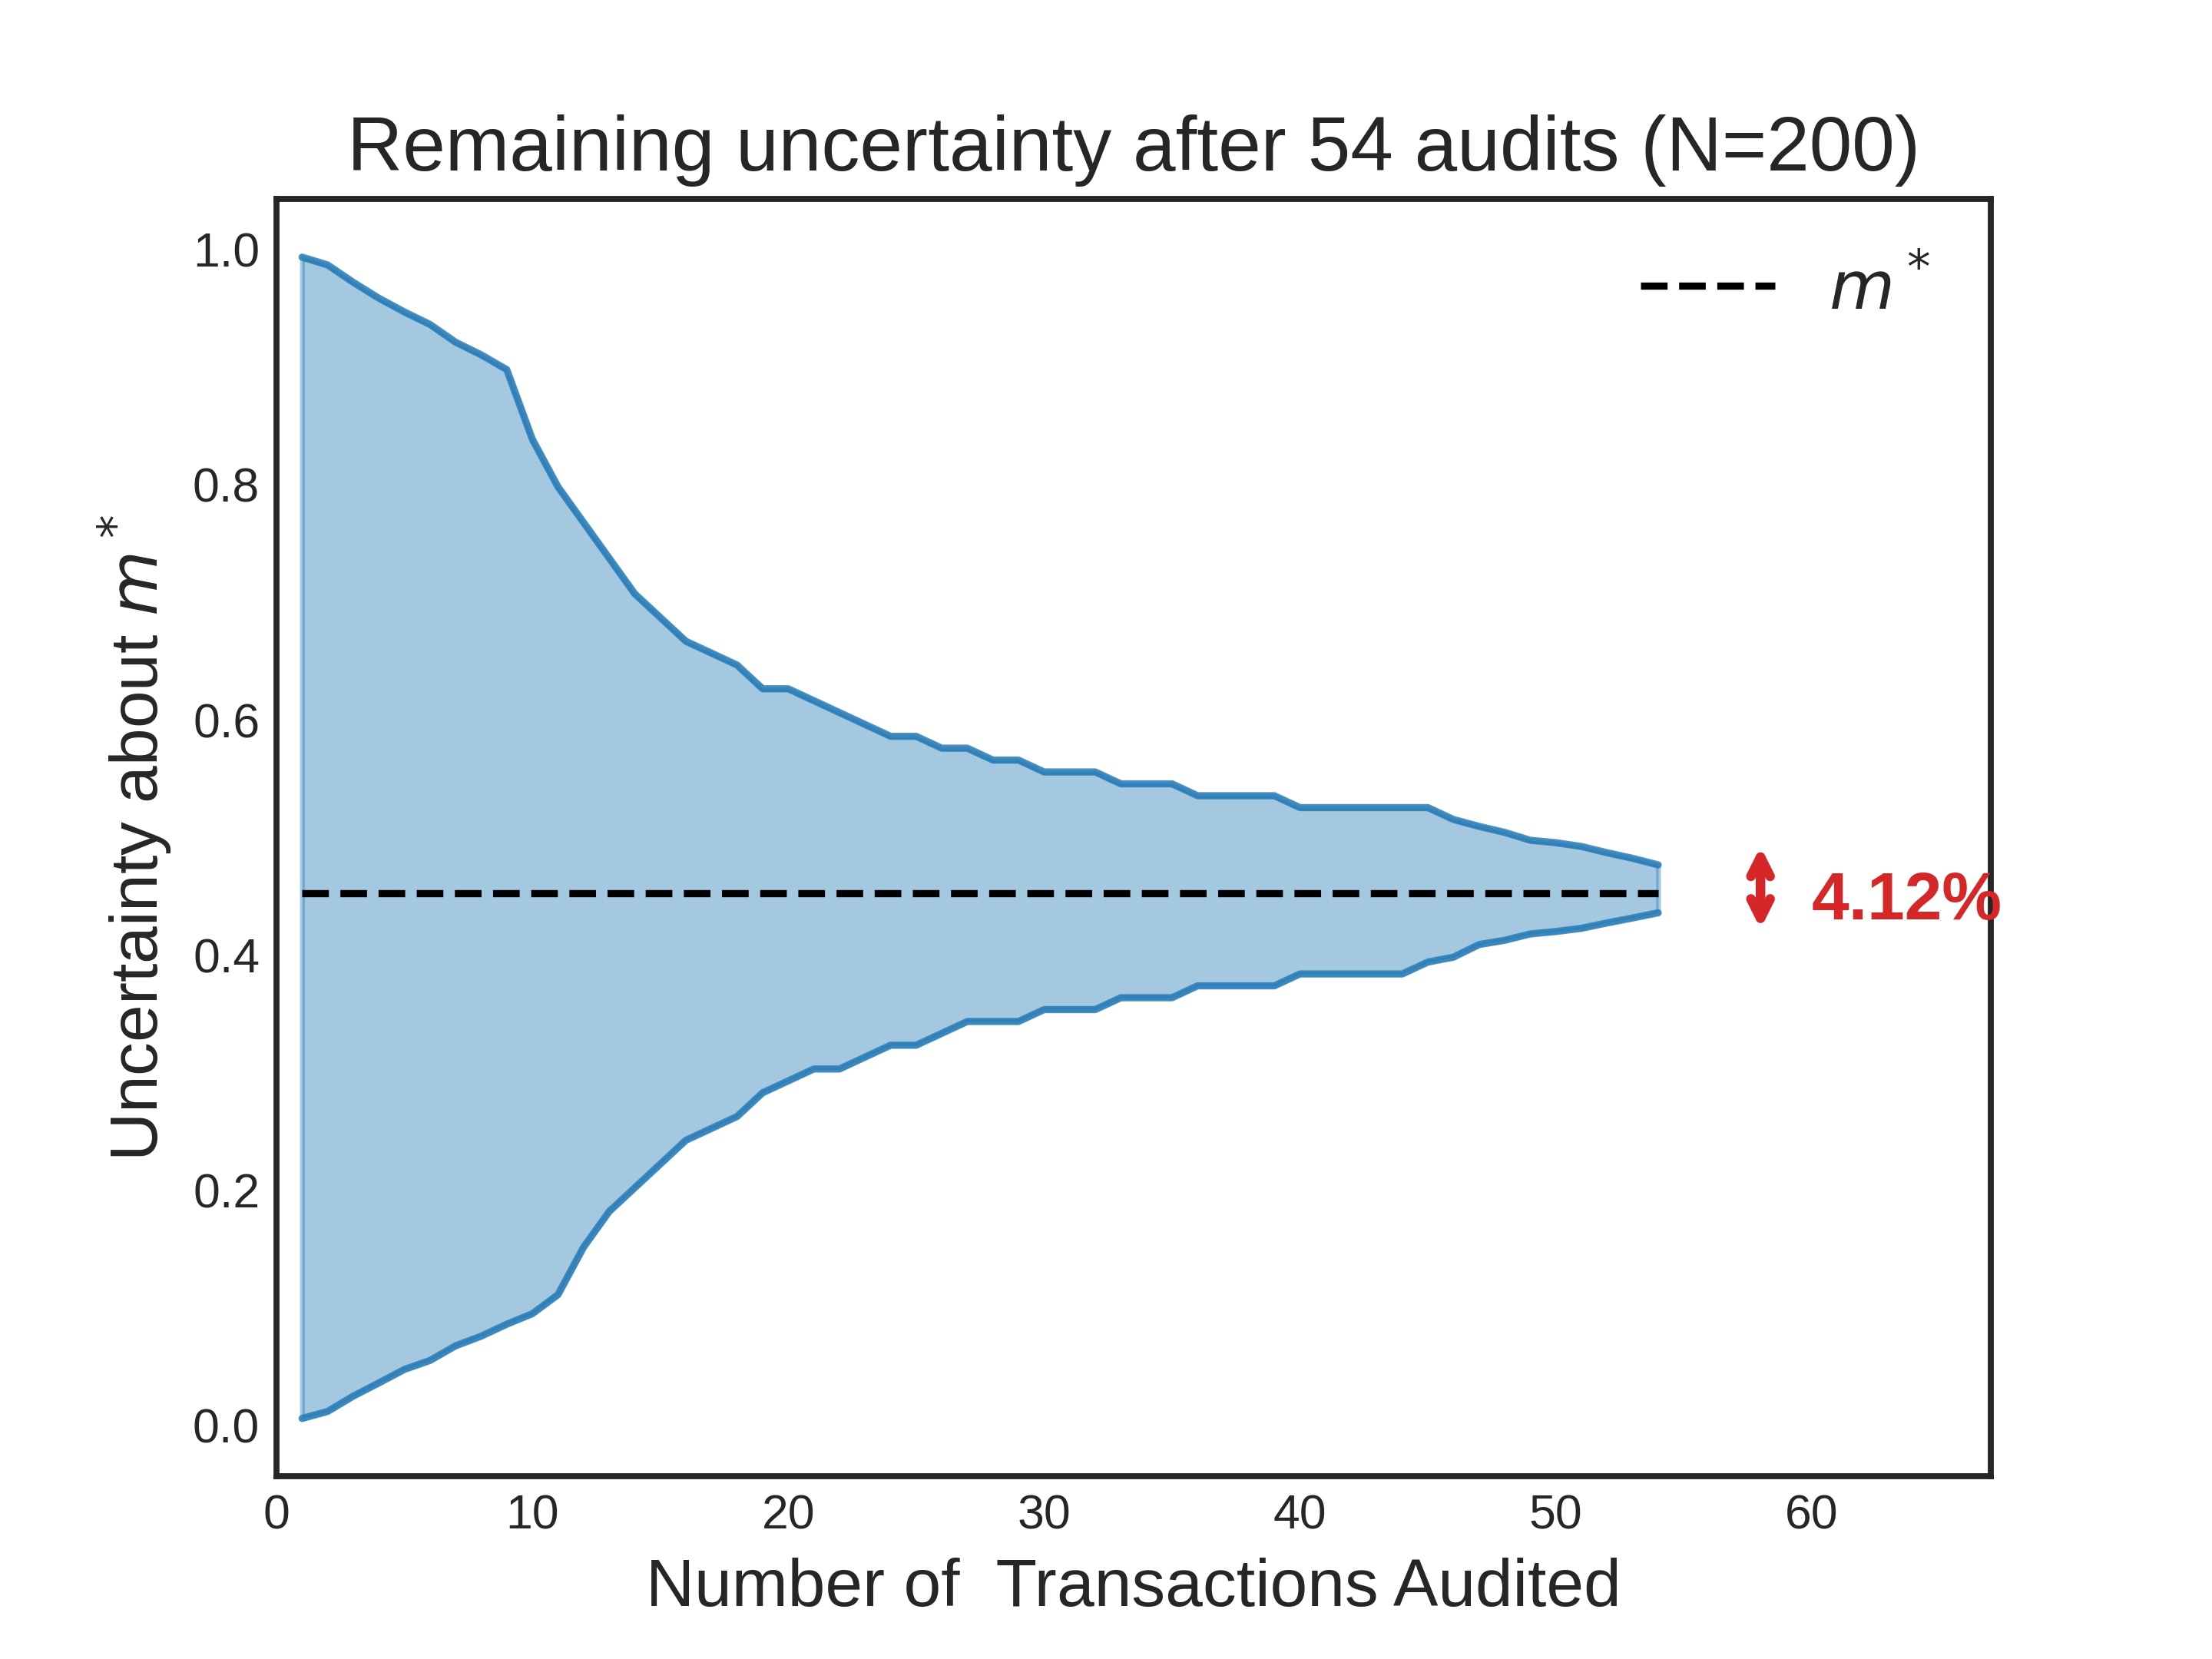 Remaining uncertainty after 54 audits (N=200)
m*
1.0
0.8
0.6
0.4
0.2
0.0
Uncertainty about m*
4.12%
0 10 20 30 40 50 60
Number of Transactions Audited